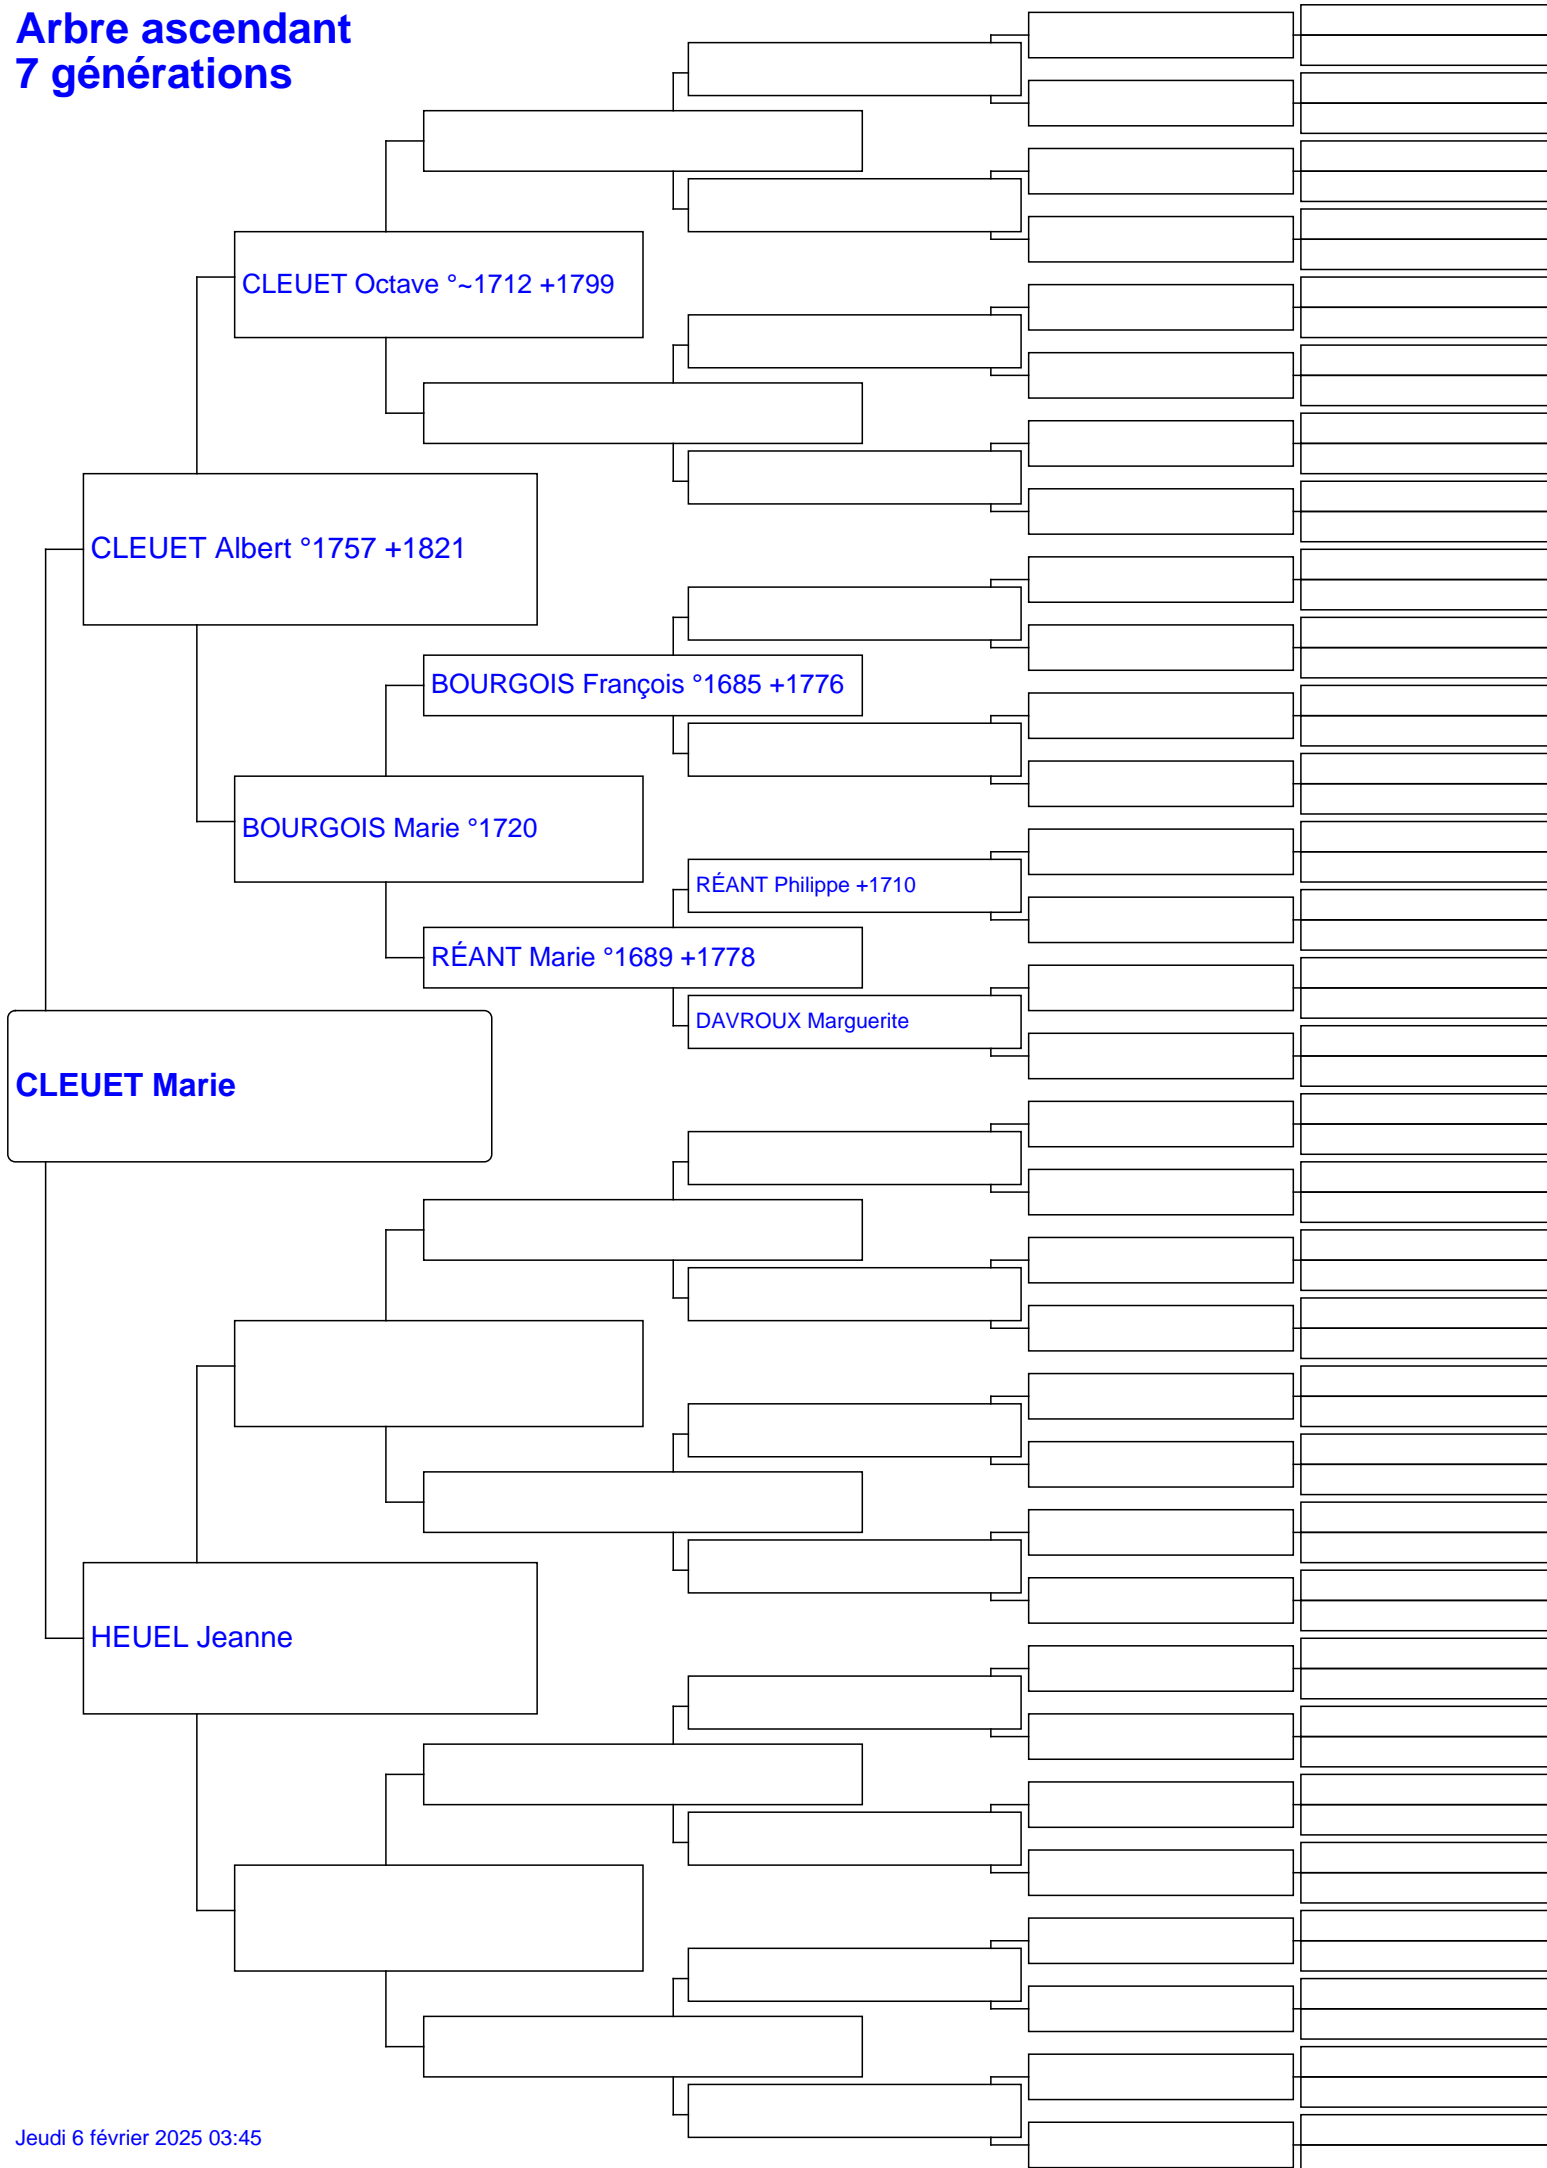 Arbre ascendant
7 générations
CLEUET Octave °~1712 +1799
CLEUET Albert °1757 +1821
BOURGOIS François °1685 +1776
BOURGOIS Marie °1720
RÉANT Philippe +1710
RÉANT Marie °1689 +1778
DAVROUX Marguerite
CLEUET Marie
HEUEL Jeanne
Jeudi 6 février 2025 03:45